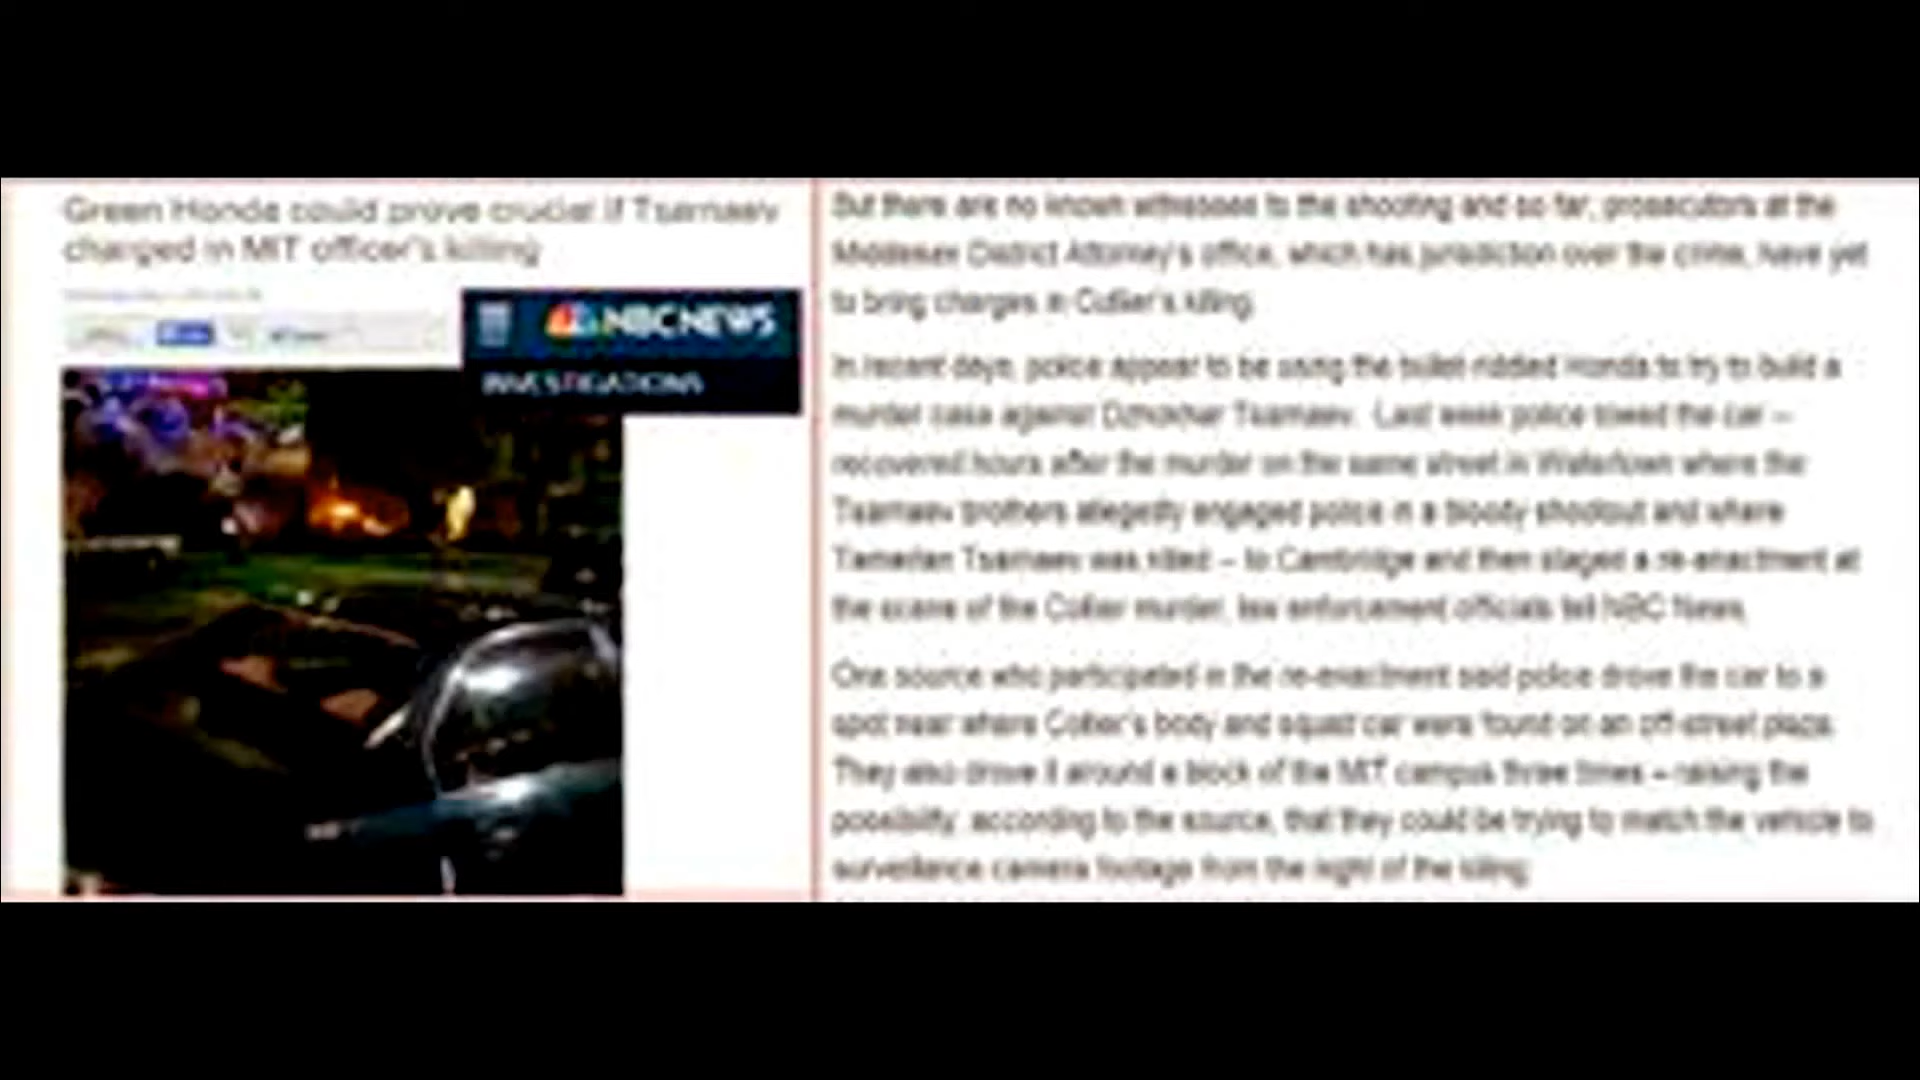 Green Honda could prove crucial if Tsarnaev
charged in MIT officer's killing
NBCNEWS
INVESTIGATIONS
But there are no known witnesses to the shooting and so far, prosecutors at the
Middlesex District Attorney's office, which has jurisdiction over the crime, have yet
to bring charges in Collier's killing.
In recent days, police appear to be using the bullet-riddled Honda to try to build a
murder case against Dzhokhar Tsarnaev. Last week police towed the car --
recovered hours after the murder on the same street in Watertown where the
Tsarnaev brothers allegedly engaged police in a bloody shootout and where
Tamerlan Tsarnaev was killed -- to Cambridge and then staged a re-enactment at
the scene of the Collier murder, law enforcement officials tell NBC News.
One source who participated in the re-enactment said police drove the car to a
spot near where Collier's body and squad car were found on an off-street plaza.
They also drove it around a block of the MIT campus three times – raising the
possibility, according to the source, that they could be trying to match the vehicle to
surveillance camera footage from the night of the killing.